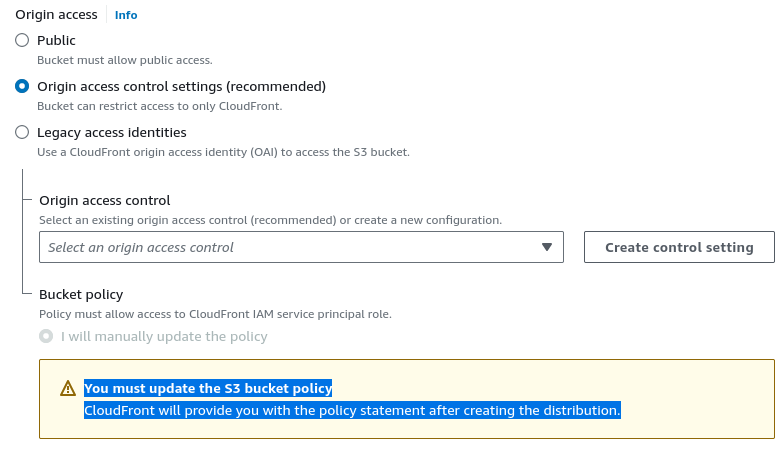 Origin access Info
Public
Bucket must allow public access.
Origin access control settings (recommended)
Bucket can restrict access to only CloudFront.
Legacy access identities
Use a CloudFront origin access identity (OAI) to access the S3 bucket.
Origin access control
Select an existing origin access control (recommended) or create a new configuration.
Select an origin access control Create control setting
Bucket policy
Policy must allow access to CloudFront IAM service principal role.
I will manually update the policy
You must update the S3 bucket policy
CloudFront will provide you with the policy statement after creating the distribution.